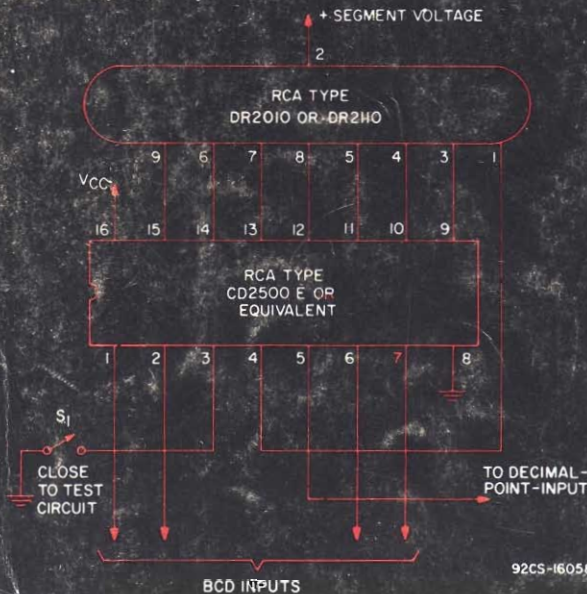 + SEGMENT VOLTAGE
2
RCA TYPE
DR2010 OR DR2110
9 6 7 8 5 4 3 1
VCC
16 15 14 13 12 11 10 9
RCA TYPE
CD2500 E OR
EQUIVALENT
1 2 3 4 5 6 7 8
S1
CLOSE
TO TEST
CIRCUIT
TO DECIMAL-
POINT-INPUT
BCD INPUTS